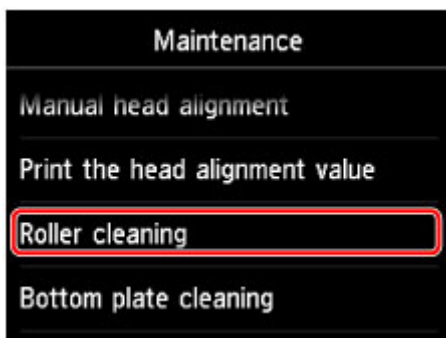 Maintenance
Manual head alignment
Print the head alignment value
Roller cleaning
Bottom plate cleaning